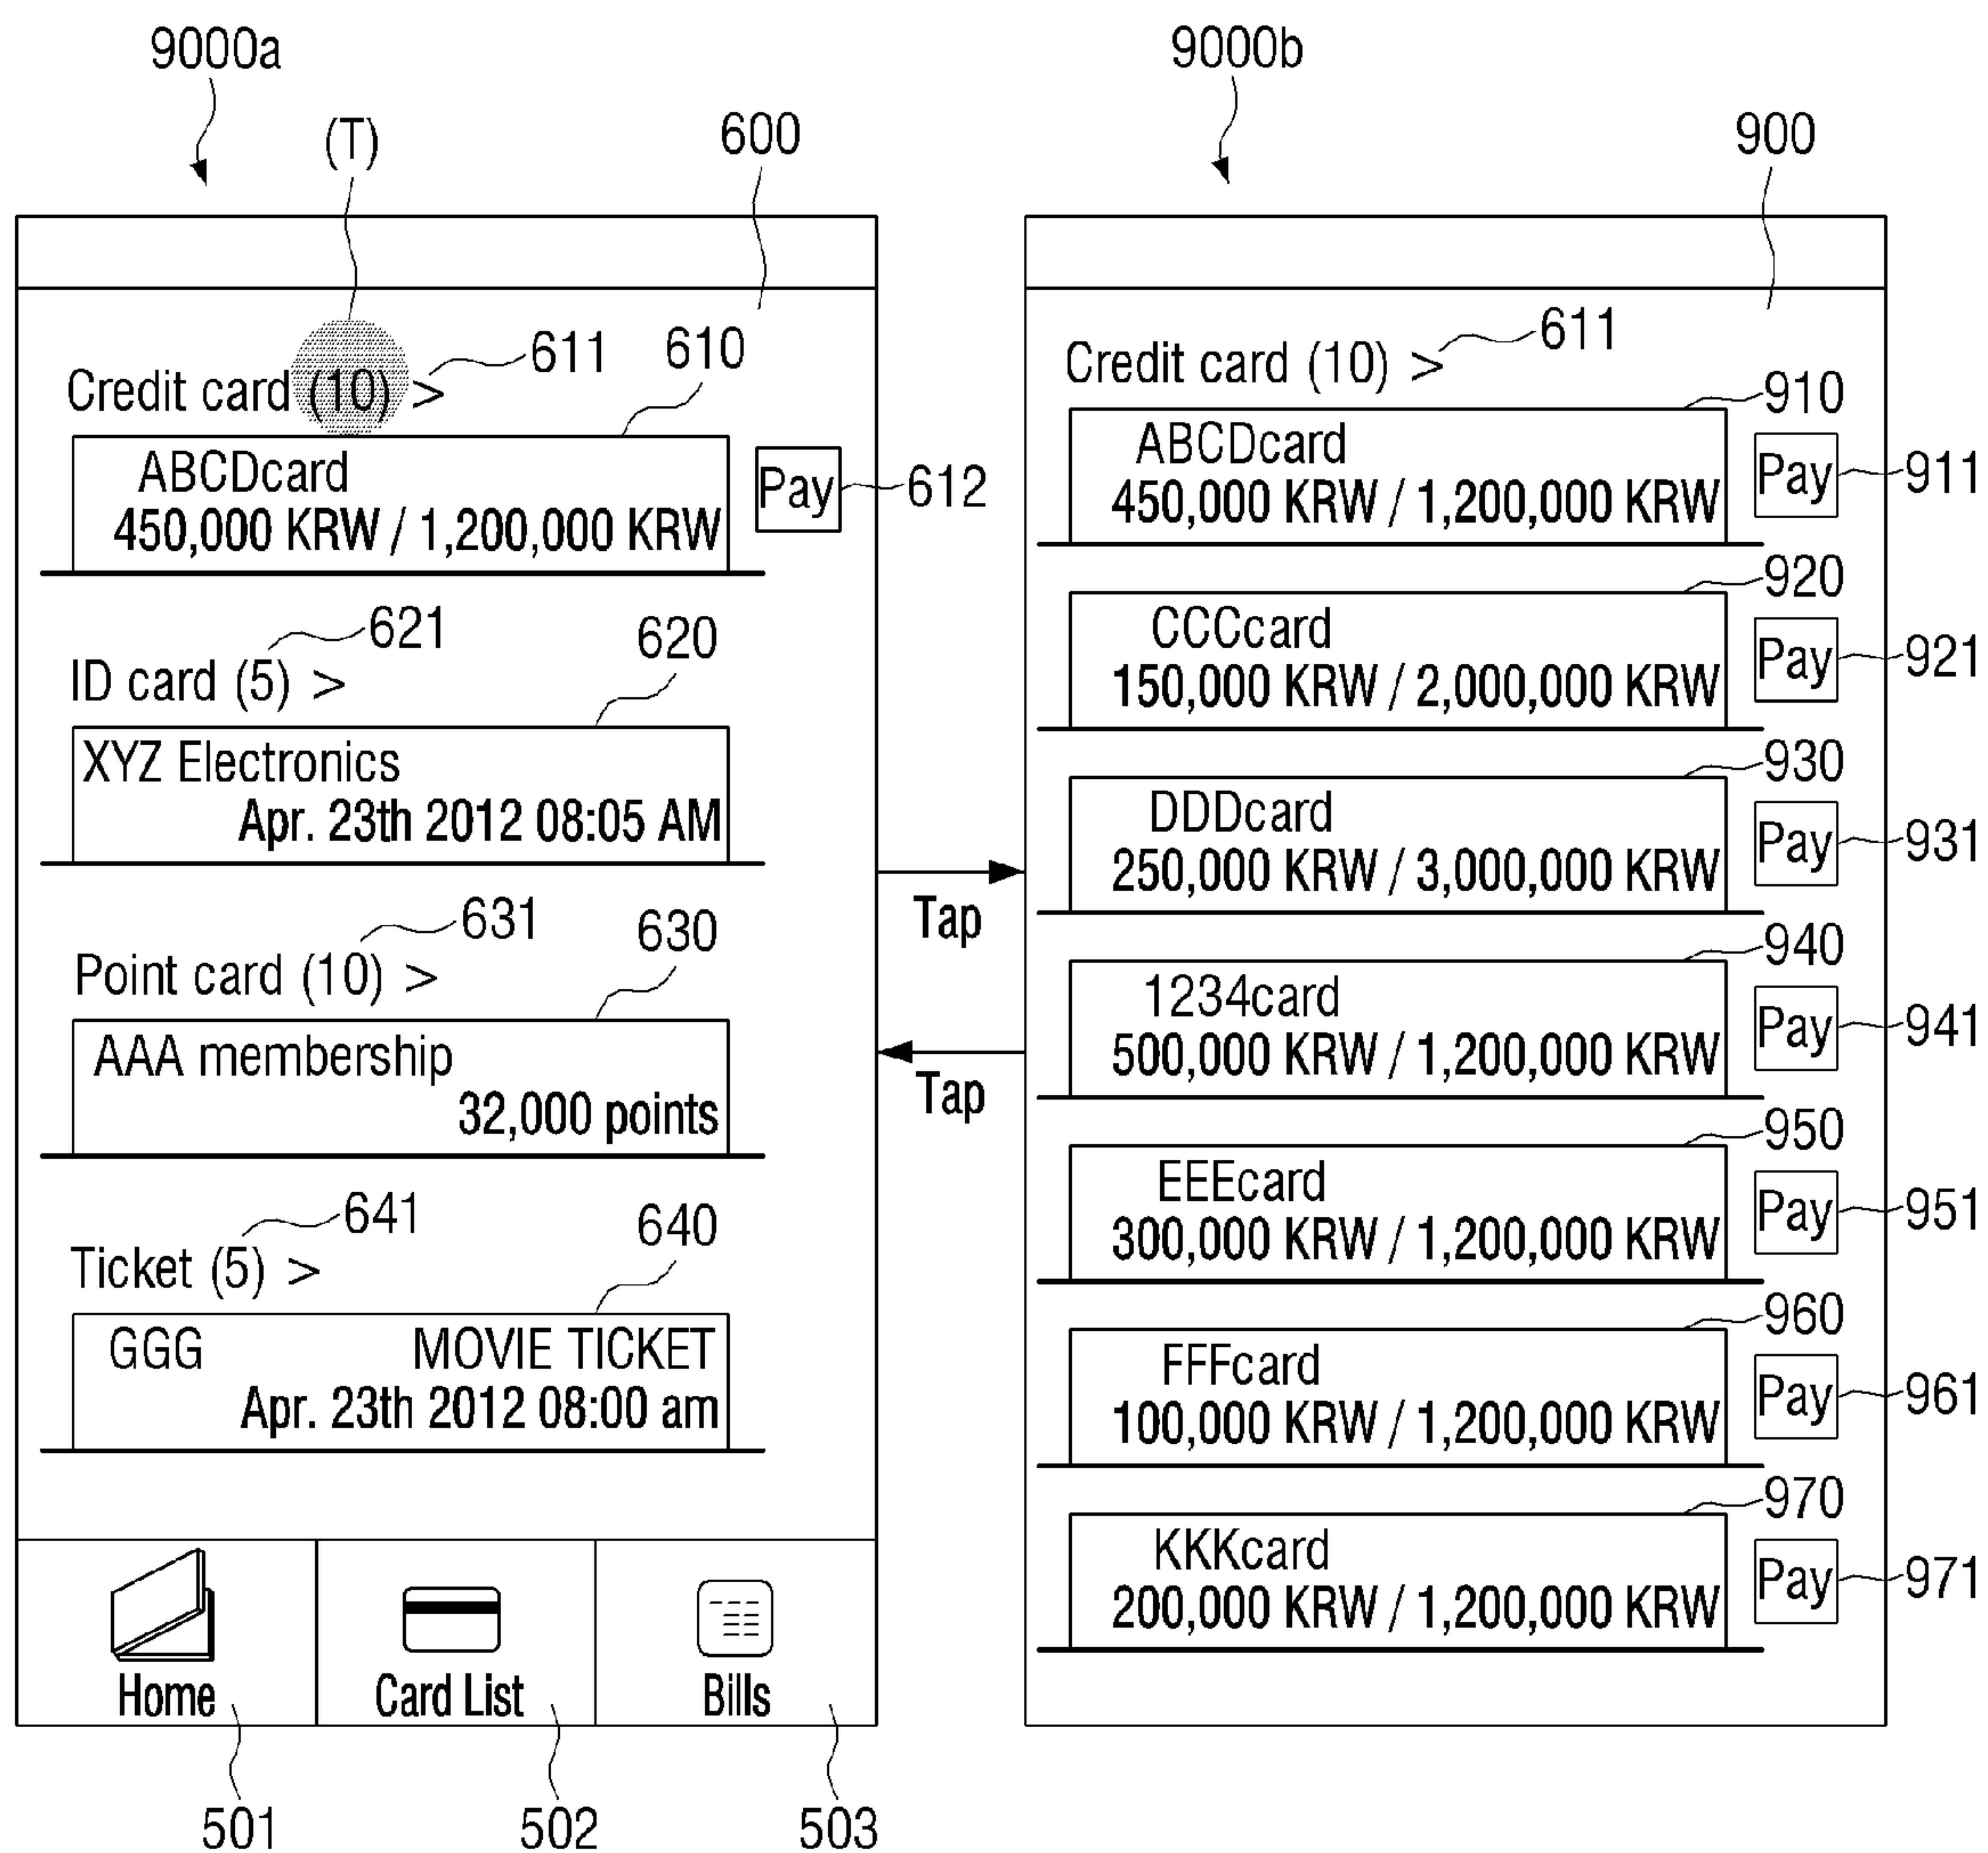 9000a
(T)
600
Credit card (10) >
611
610
ABCDcard
450,000 KRW / 1,200,000 KRW
Pay
612
621
ID card (5) >
620
XYZ Electronics
Apr. 23th 2012 08:05 AM
631
Point card (10) >
630
AAA membership
32,000 points
641
Ticket (5) >
640
GGG MOVIE TICKET
Apr. 23th 2012 08:00 am
Home
Card List
Bills
501
502
503
Tap
Tap
9000b
900
Credit card (10) >
611
910
ABCDcard
450,000 KRW / 1,200,000 KRW
Pay
911
920
CCCcard
150,000 KRW / 2,000,000 KRW
Pay
921
930
DDDcard
250,000 KRW / 3,000,000 KRW
Pay
931
940
1234card
500,000 KRW / 1,200,000 KRW
Pay
941
950
EEEcard
300,000 KRW / 1,200,000 KRW
Pay
951
960
FFFcard
100,000 KRW / 1,200,000 KRW
Pay
961
970
KKKcard
200,000 KRW / 1,200,000 KRW
Pay
971